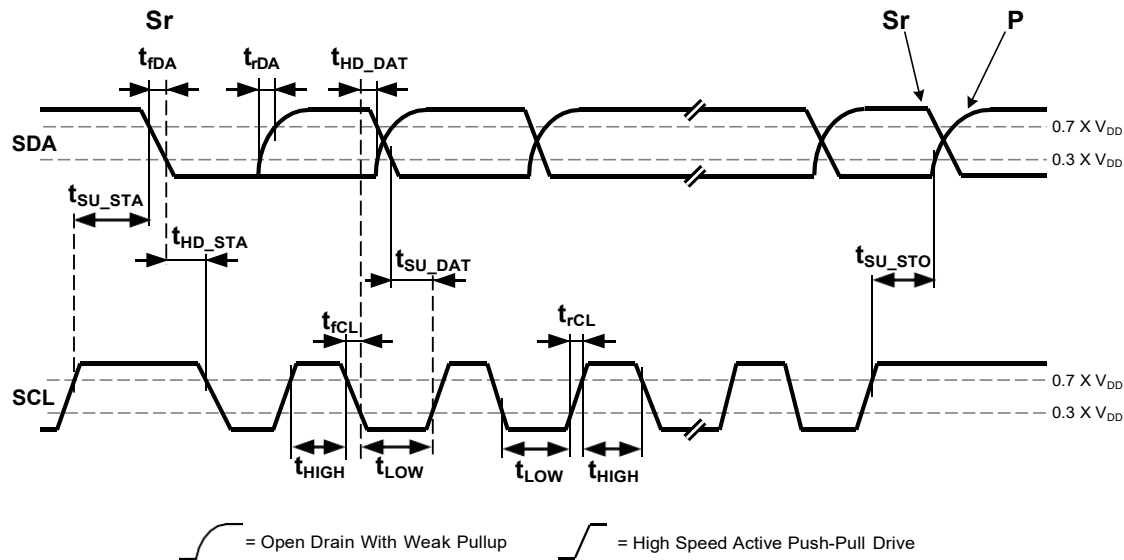 Sr Sr P
tfDA trDA tHD_DAT
0.7 X VDD
SDA
0.3 X VDD
tSU_STA
tHD_STA
tSU_DAT tSU_STO
tfCL trCL
0.7 X VDD
SCL
0.3 X VDD
tHIGH tLOW tLOW tHIGH
= Open Drain With Weak Pullup = High Speed Active Push-Pull Drive